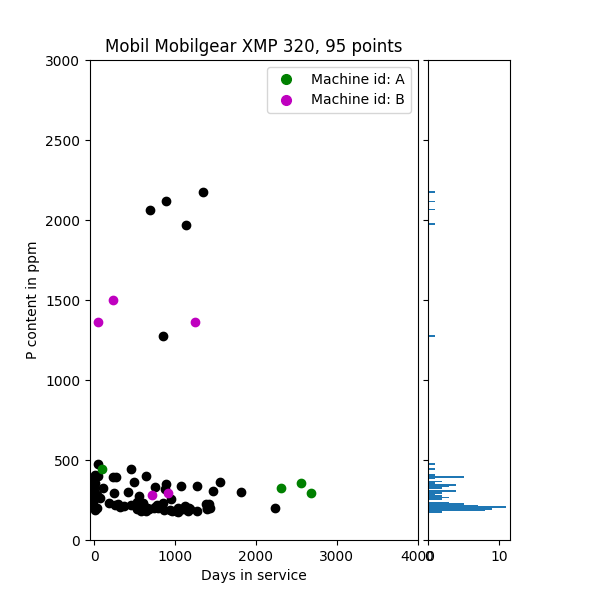 Mobil Mobilgear XMP 320, 95 points
Machine id: A
Machine id: B
P content in ppm
3000
2500
2000
1500
1000
500
0
0 1000 2000 3000 4000
0 10
Days in service